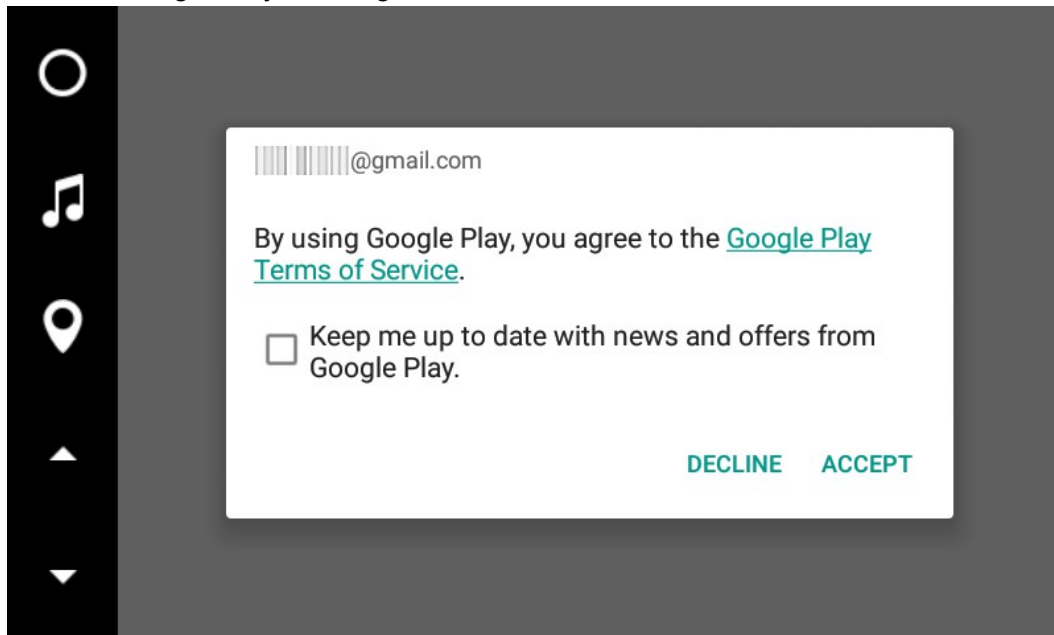 @gmail.com
By using Google Play, you agree to the Google Play
Terms of Service.
Keep me up to date with news and offers from
Google Play.
DECLINE ACCEPT